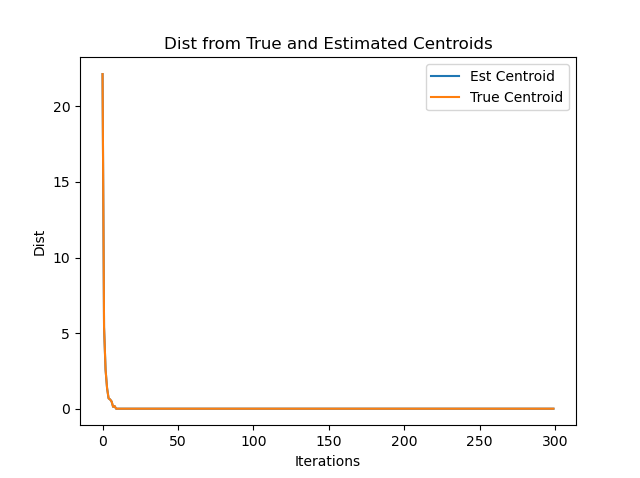 Dist from True and Estimated Centroids
Est Centroid
True Centroid
20
15
10
5
0
Dist
0 50 100 150 200 250 300
Iterations